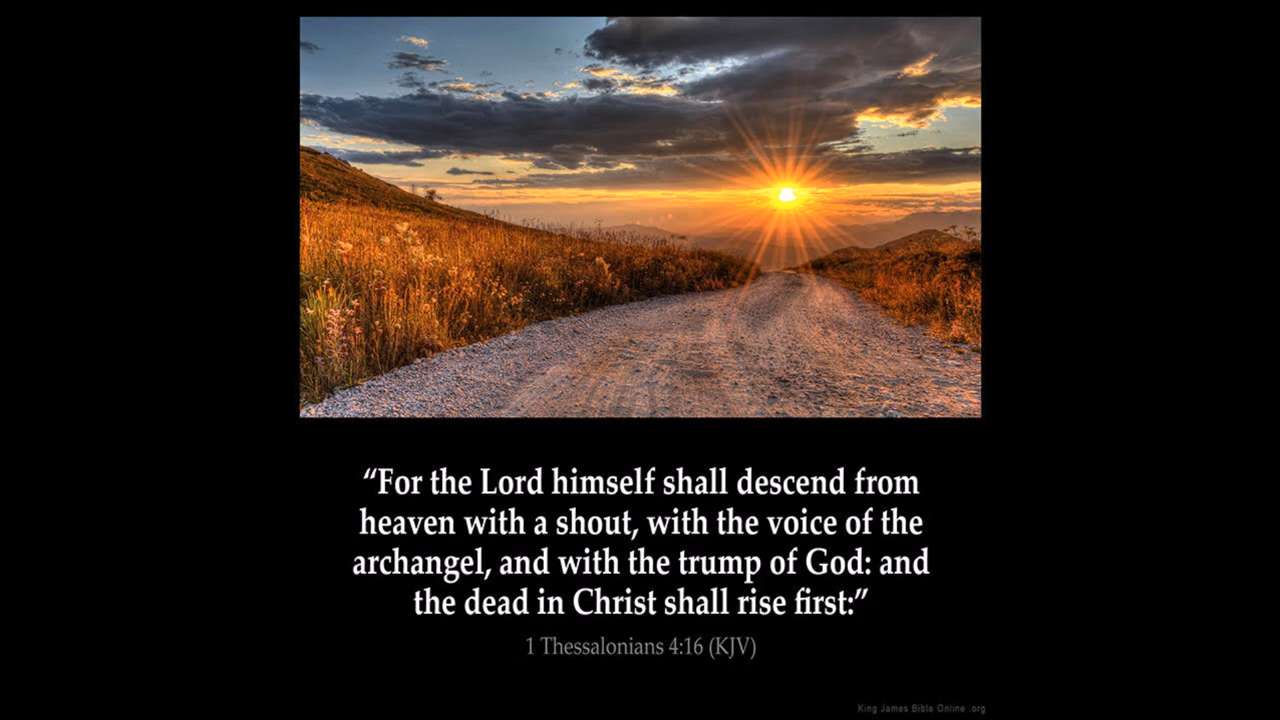 “For the Lord himself shall descend from
heaven with a shout, with the voice of the
archangel, and with the trump of God: and
the dead in Christ shall rise first:”
1 Thessalonians 4:16 (KJV)
King James Bible Online .org